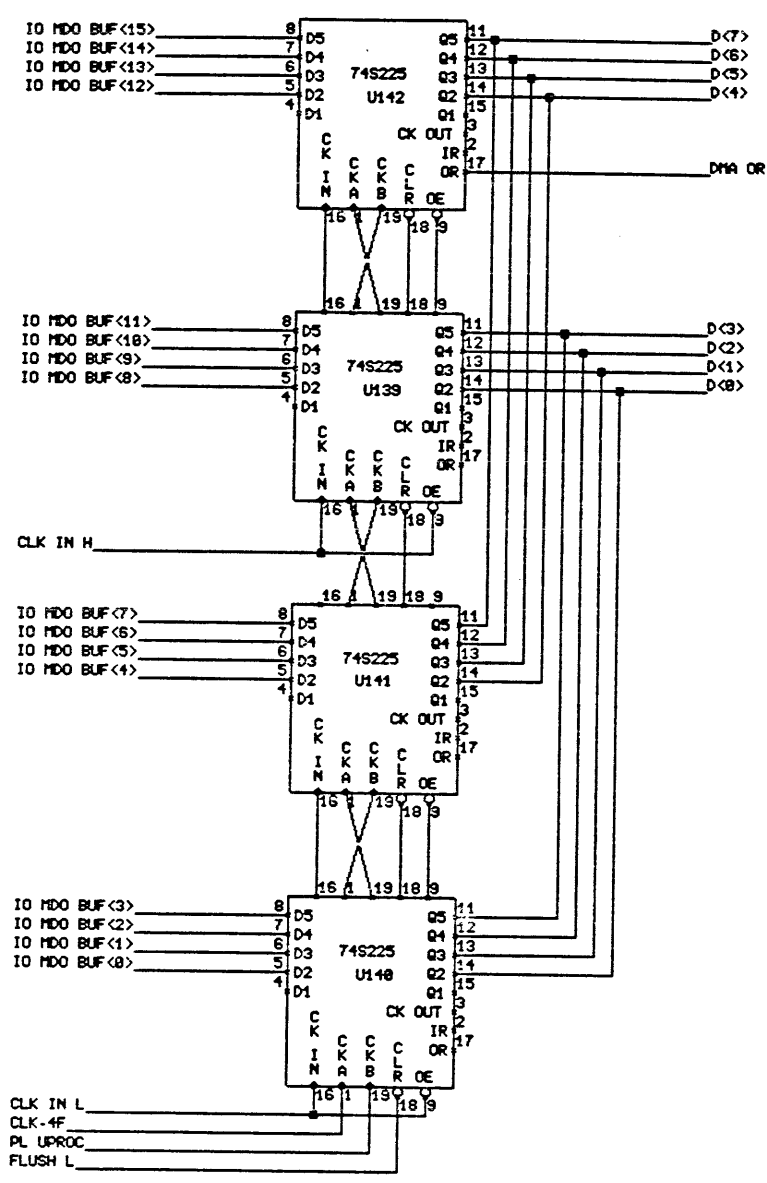 IO MDO BUF<15> 8 D5 Q5 11 D<7>
IO MDO BUF<14> 7 D4 Q4 12 D<6>
IO MDO BUF<13> 6 D3 74S225 Q3 13 D<5>
IO MDO BUF<12> 5 D2 U142 Q2 14 D<4>
4 D1 Q1 15
CK OUT 3
IR 2
OR 17 DMA OR
CK IN CKA CKB CLR OE
16 1 19 18 9
16 1 19 18 9
IO MDO BUF<11> 8 D5 Q5 11 D<3>
IO MDO BUF<10> 7 D4 Q4 12 D<2>
IO MDO BUF<9> 6 D3 74S225 Q3 13 D<1>
IO MDO BUF<8> 5 D2 U139 Q2 14 D<0>
4 D1 Q1 15
CK OUT 3
IR 2
OR 17
CK IN CKA CKB CLR OE
16 1 19 18 9
CLK IN H
16 1 19 18 9
IO MDO BUF<7> 8 D5 Q5 11
IO MDO BUF<6> 7 D4 Q4 12
IO MDO BUF<5> 6 D3 74S225 Q3 13
IO MDO BUF<4> 5 D2 U141 Q2 14
4 D1 Q1 15
CK OUT 3
IR 2
OR 17
CK IN CKA CKB CLR OE
16 1 19 18 9
16 1 19 18 9
IO MDO BUF<3> 8 D5 Q5 11
IO MDO BUF<2> 7 D4 Q4 12
IO MDO BUF<1> 6 D3 74S225 Q3 13
IO MDO BUF<0> 5 D2 U140 Q2 14
4 D1 Q1 15
CK OUT 3
IR 2
OR 17
CK IN CKA CKB CLR OE
16 1 19 18 9
CLK IN L
CLK-4F
PL UPROC
FLUSH L